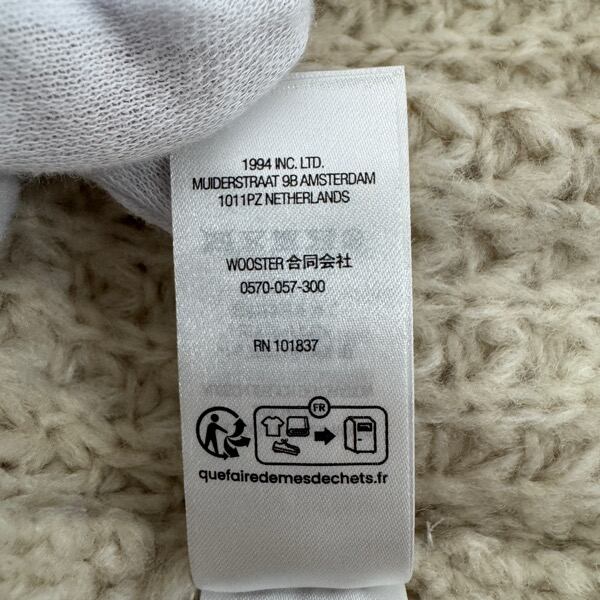 1994 INC. LTD.
MUIDERSTRAAT 9B AMSTERDAM
1011PZ NETHERLANDS
WOOSTER 合同会社
0570-057-300
RN 101837
FR
quefairedemesdechets.fr